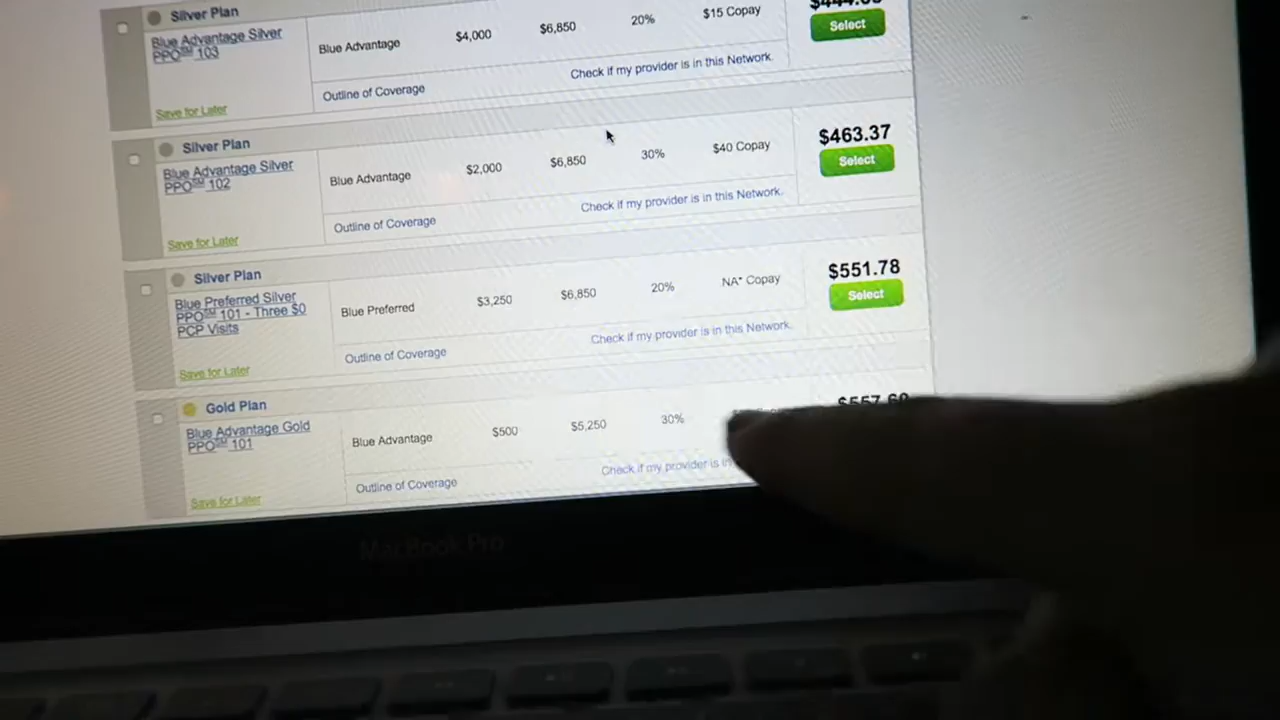 Silver Plan
Blue Advantage Silver
PPO℠ 103
Blue Advantage
$4,000
$6,850
20%
$15 Copay
Select
Check if my provider is in this Network.
Outline of Coverage
Save for Later
Silver Plan
Blue Advantage Silver
PPO℠ 102
Blue Advantage
$2,000
$6,850
30%
$40 Copay
$463.37
Select
Check if my provider is in this Network.
Outline of Coverage
Save for Later
Silver Plan
Blue Preferred Silver
PPO℠ 101 - Three $0
PCP Visits
Blue Preferred
$3,250
$6,850
20%
NA* Copay
$551.78
Select
Check if my provider is in this Network.
Outline of Coverage
Save for Later
Gold Plan
Blue Advantage Gold
PPO℠ 101
Blue Advantage
$500
$5,250
30%
Check if my provider is in
Outline of Coverage
Save for Later
MacBook Pro